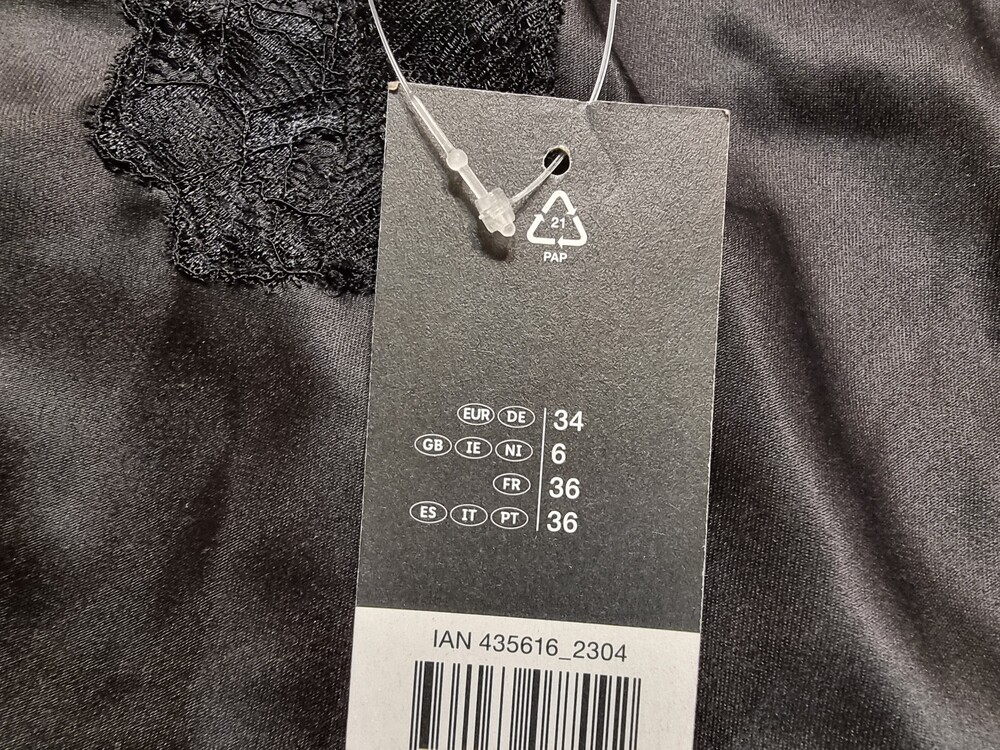 21
PAP
EUR DE 34
GB IE NI 6
FR 36
ES IT PT 36
IAN 435616_2304